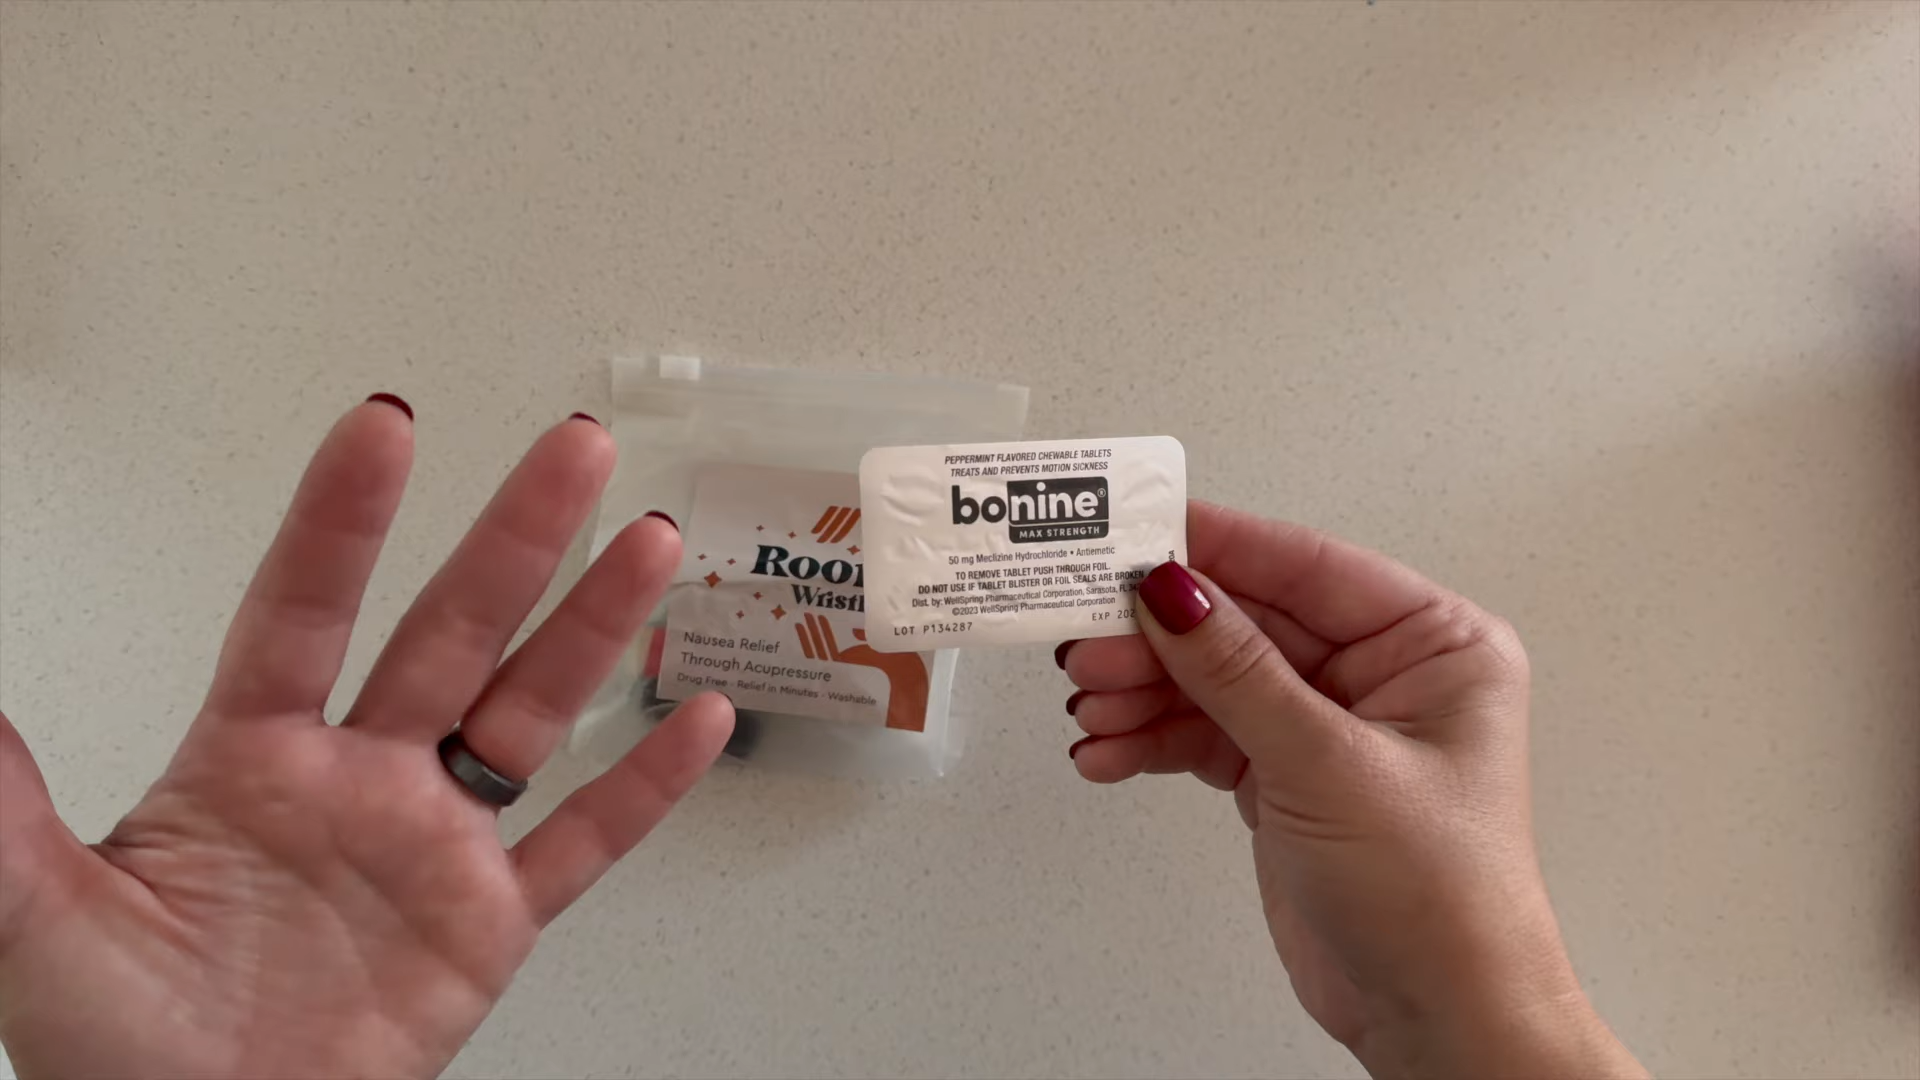 PEPPERMINT FLAVORED CHEWABLE TABLETS
TREATS AND PREVENTS MOTION SICKNESS
bonine®
MAX STRENGTH
50 mg Meclizine Hydrochloride • Antiemetic
TO REMOVE TABLET PUSH THROUGH FOIL.
DO NOT USE IF TABLET BLISTER OR FOIL SEALS ARE BROKEN
Dist. by: WellSpring Pharmaceutical Corporation, Sarasota, FL
©2023 WellSpring Pharmaceutical Corporation
LOT P134287
EXP
Nausea Relief
Through Acupressure
Drug Free - Relief in Minutes - Washable